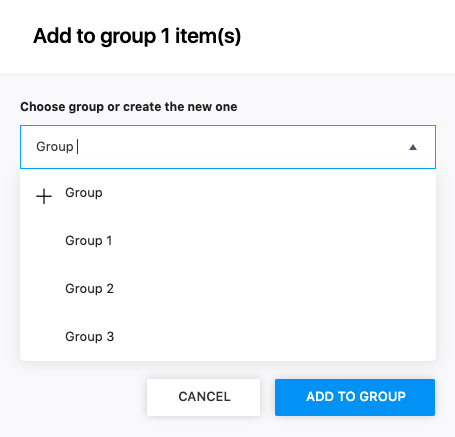 Add to group 1 item(s)
Choose group or create the new one
Group
Group
Group 1
Group 2
Group 3
CANCEL
ADD TO GROUP